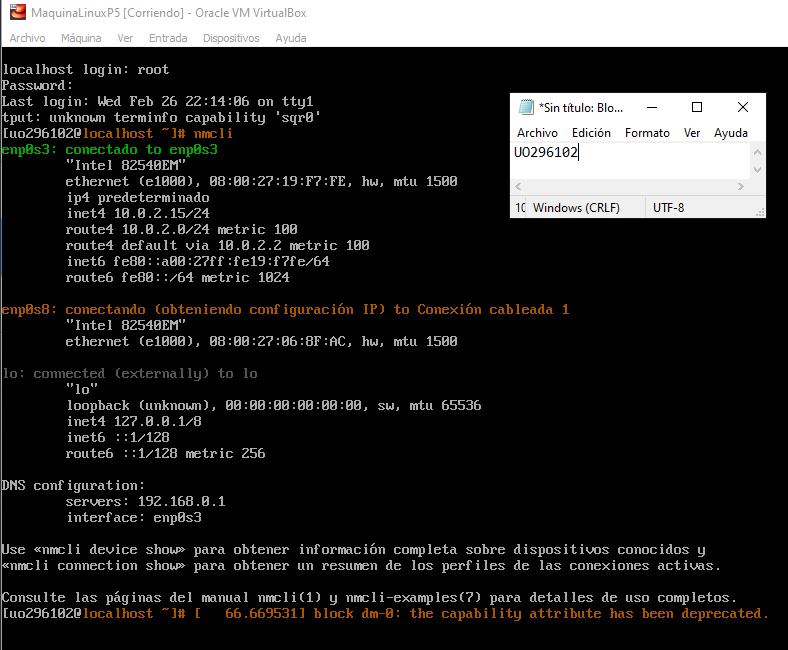 MaquinaLinuxP5 [Corriendo] - Oracle VM VirtualBox
Archivo Máquina Ver Entrada Dispositivos Ayuda
localhost login: root
Password:
Last login: Wed Feb 26 22:14:06 on tty1
tput: unknown terminfo capability 'sqr0'
[uo296102@localhost ~]# nmcli
enp0s3: conectado to enp0s3
"Intel 82540EM"
ethernet (e1000), 08:00:27:19:F7:FE, hw, mtu 1500
ip4 predeterminado
inet4 10.0.2.15/24
route4 10.0.2.0/24 metric 100
route4 default via 10.0.2.2 metric 100
inet6 fe80::a00:27ff:fe19:f7fe/64
route6 fe80::/64 metric 1024
enp0s8: conectando (obteniendo configuración IP) to Conexión cableada 1
"Intel 82540EM"
ethernet (e1000), 08:00:27:06:8F:AC, hw, mtu 1500
lo: connected (externally) to lo
"lo"
loopback (unknown), 00:00:00:00:00:00, sw, mtu 65536
inet4 127.0.0.1/8
inet6 ::1/128
route6 ::1/128 metric 256
DNS configuration:
servers: 192.168.0.1
interface: enp0s3
Use «nmcli device show» para obtener información completa sobre dispositivos conocidos y
«nmcli connection show» para obtener un resumen de los perfiles de las conexiones activas.
Consulte las páginas del manual nmcli(1) y nmcli-examples(7) para detalles de uso completos.
[uo296102@localhost ~]# [   66.669531] block dm-0: the capability attribute has been deprecated.
*Sin título: Blo...
Archivo Edición Formato Ver Ayuda
UO296102
10 Windows (CRLF) UTF-8